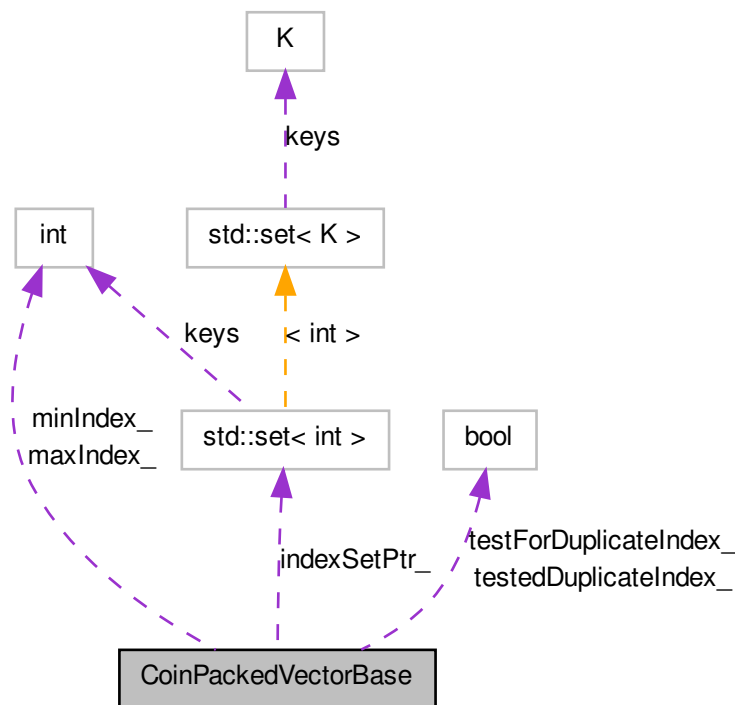 K
keys
int
std::set< K >
keys
< int >
minIndex_
maxIndex_
std::set< int >
bool
indexSetPtr_
testForDuplicateIndex_
testedDuplicateIndex_
CoinPackedVectorBase